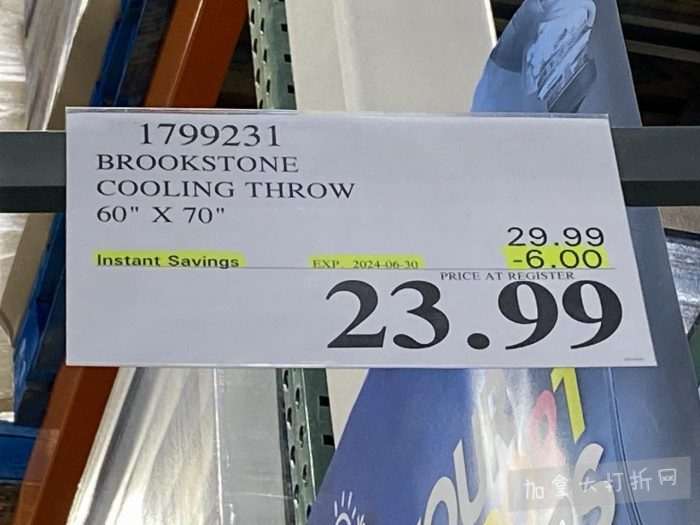 1799231
BROOKSTONE
COOLING THROW
60" X 70"
29.99
Instant Savings EXP. 2024-06-30 -6.00
PRICE AT REGISTER
23.99
加拿大打折网